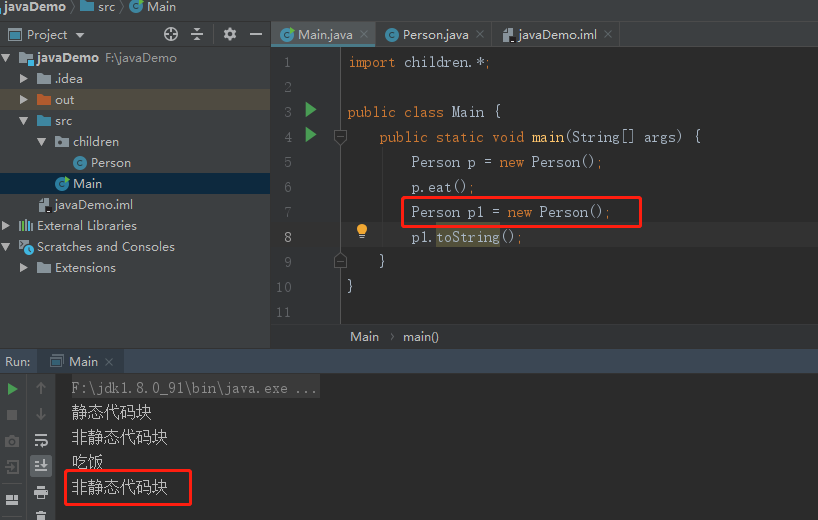 javaDemo src Main
Project
Main.java Person.java javaDemo.iml
javaDemo F:\javaDemo
.idea
out
src
children
Person
Main
javaDemo.iml
External Libraries
Scratches and Consoles
Extensions
1 import children.*;
2
3 public class Main {
4 public static void main(String[] args) {
5 Person p = new Person();
6 p.eat();
7 Person p1 = new Person();
8 p1.toString();
9 }
10 }
11
Main main()
Run: Main
F:\jdk1.8.0_91\bin\java.exe ...
静态代码块
非静态代码块
吃饭
非静态代码块